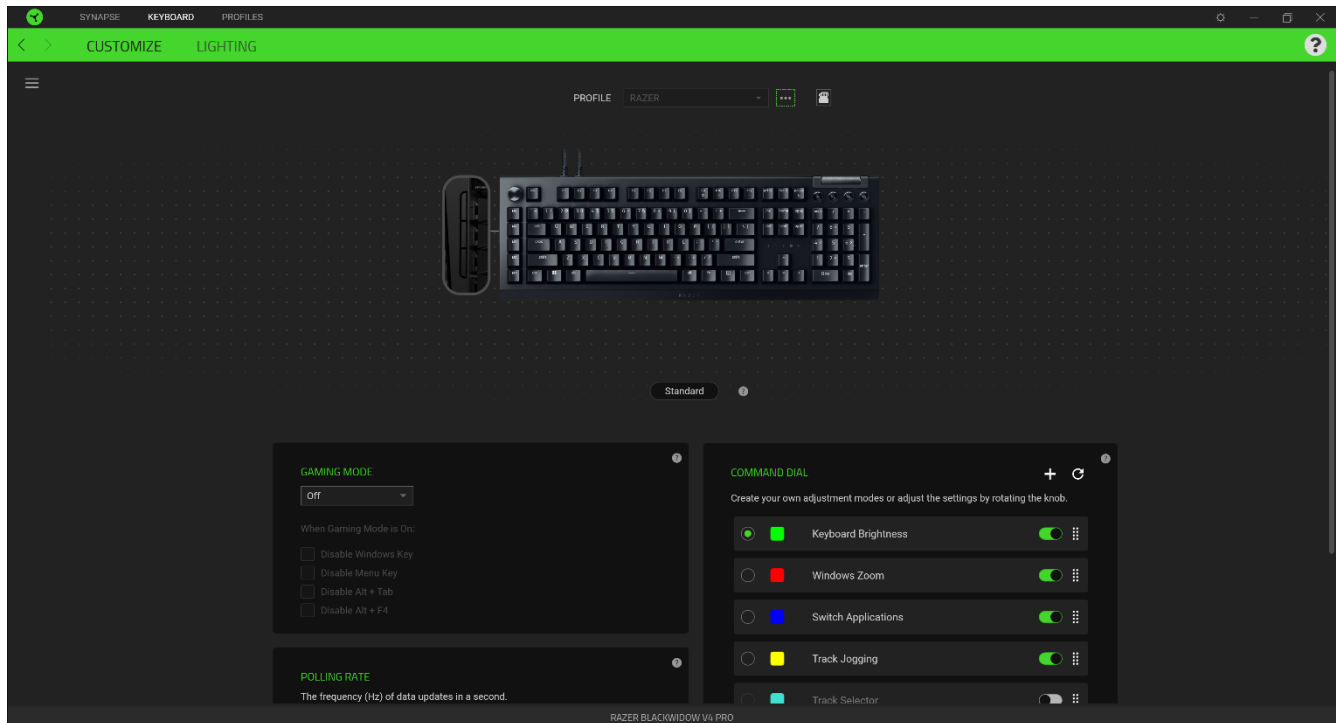 SYNAPSE KEYBOARD PROFILES
CUSTOMIZE LIGHTING
PROFILE RAZER
Standard
GAMING MODE
Off
When Gaming Mode is On:
Disable Windows Key
Disable Menu Key
Disable Alt + Tab
Disable Alt + F4
POLLING RATE
The frequency (Hz) of data updates in a second.
COMMAND DIAL
Create your own adjustment modes or adjust the settings by rotating the knob.
Keyboard Brightness
Windows Zoom
Switch Applications
Track Jogging
Track Selector
RAZER BLACKWIDOW V4 PRO